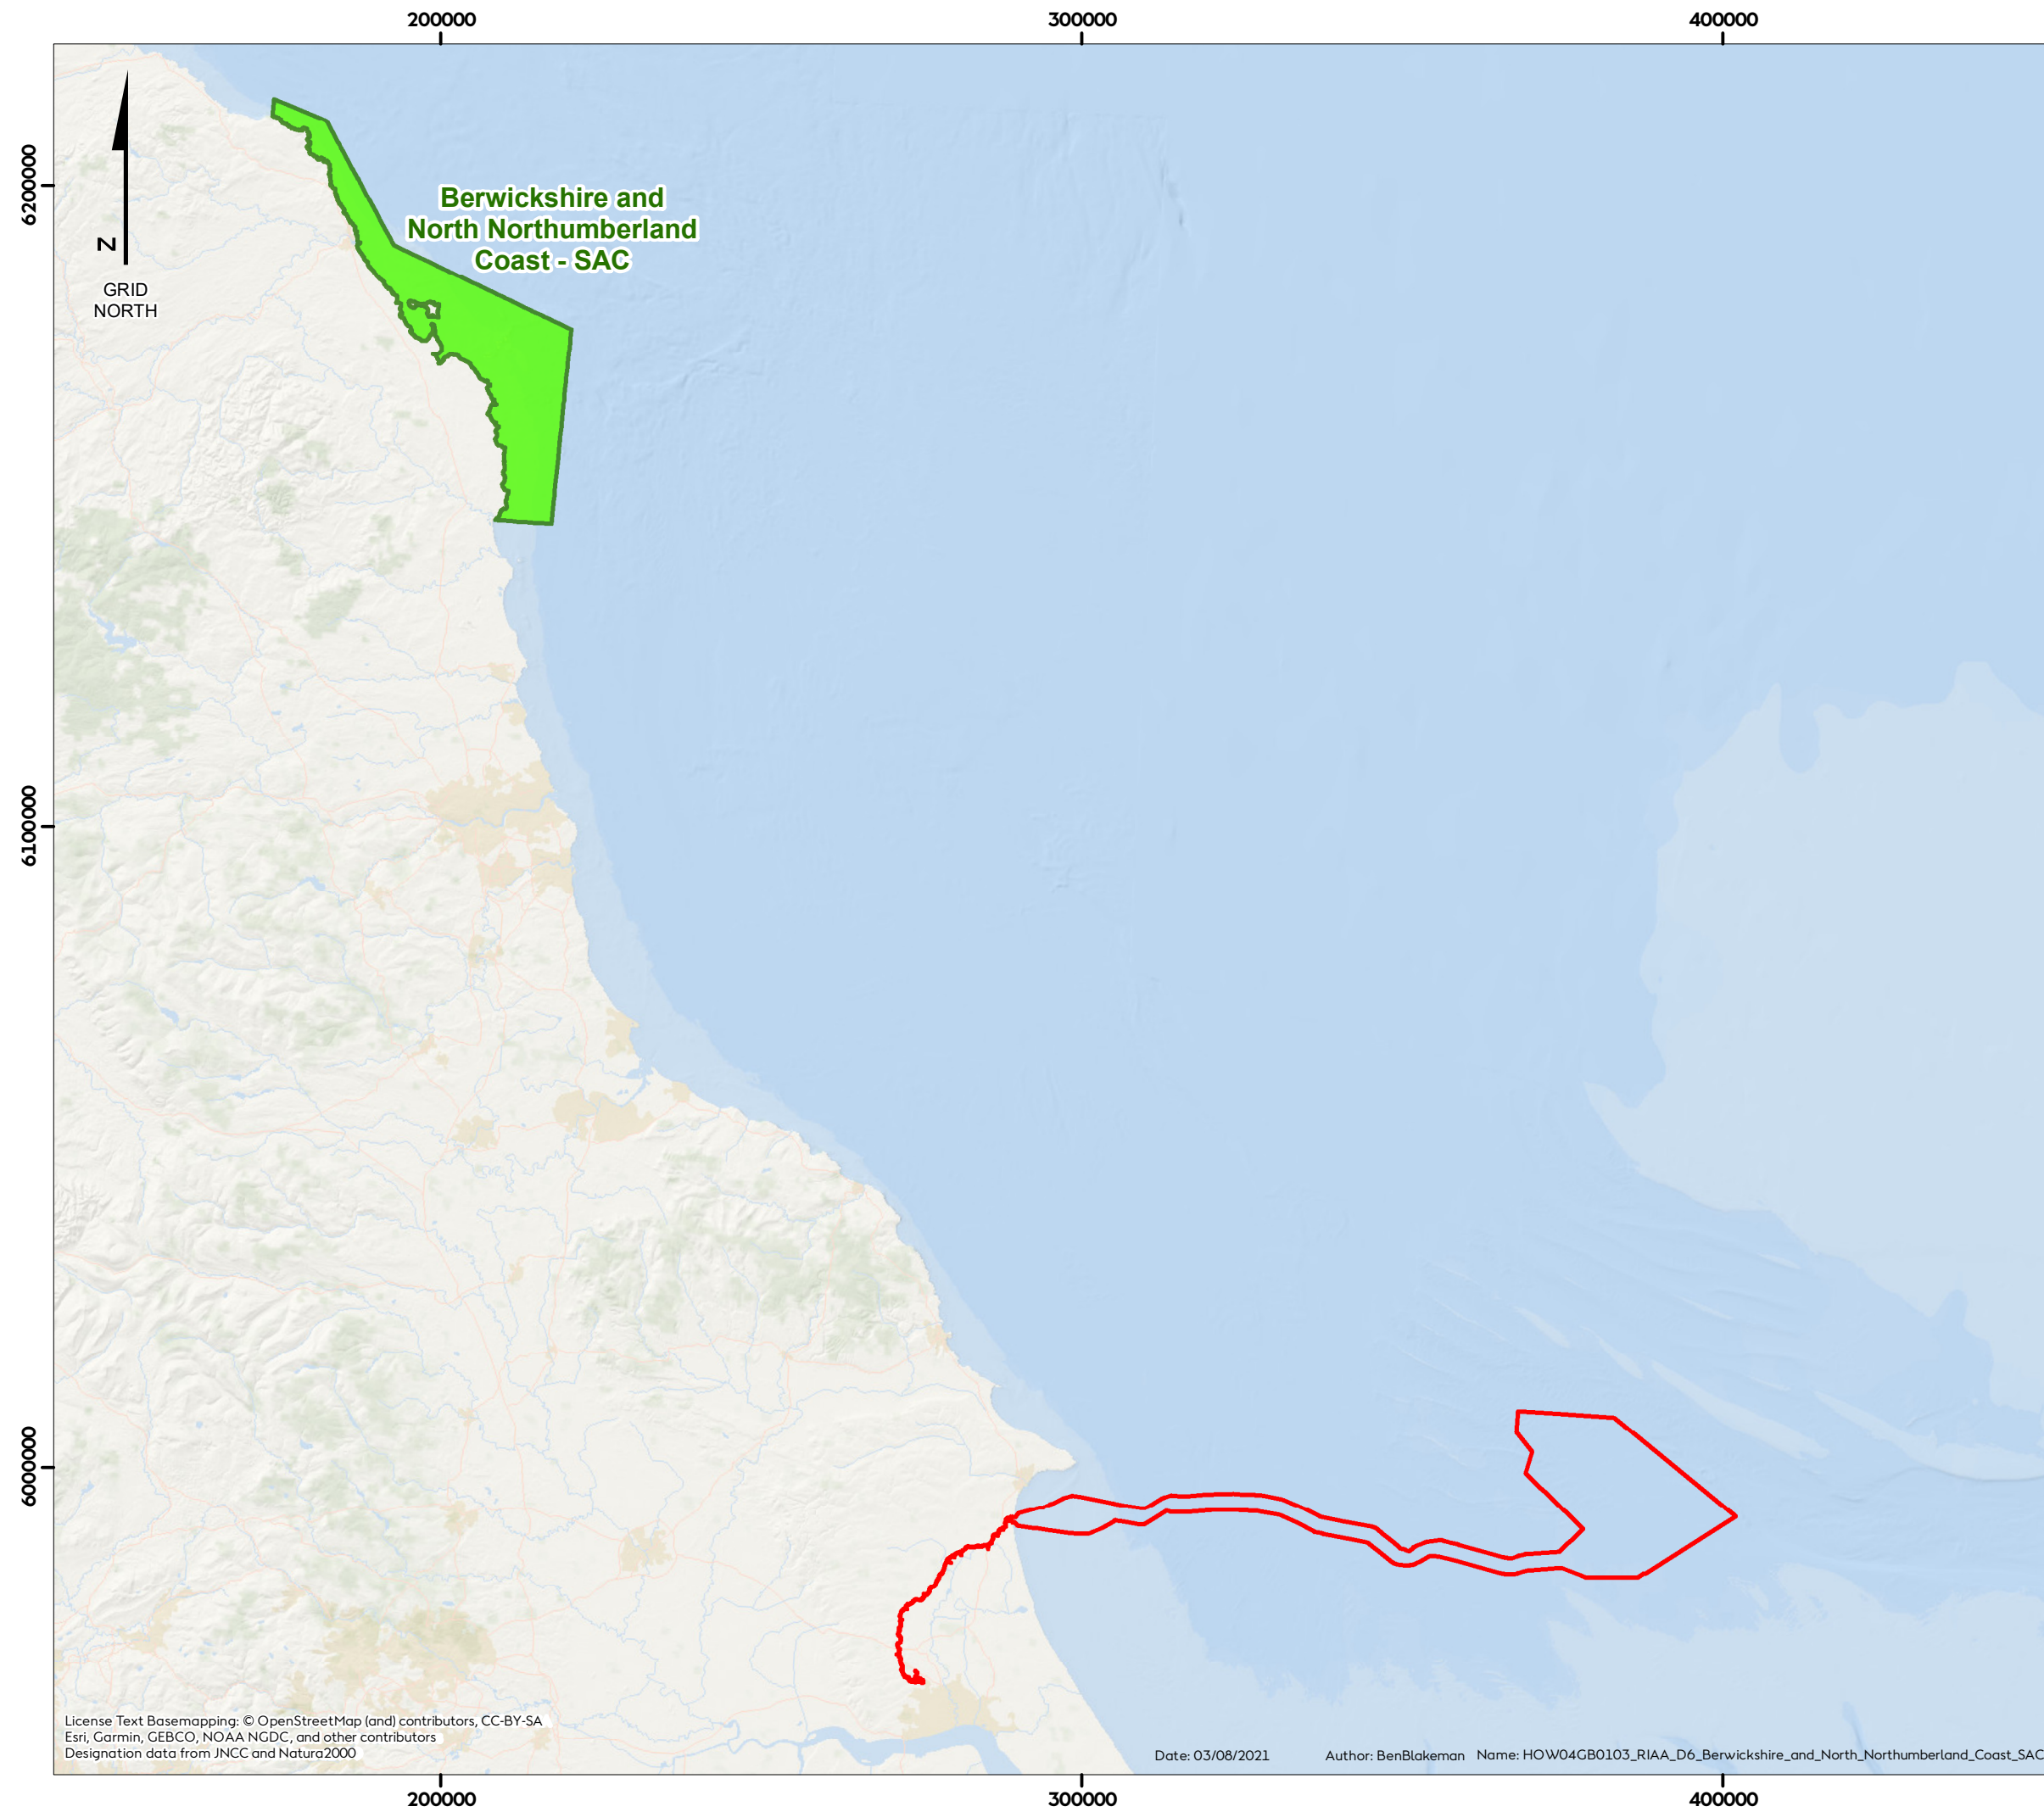 200000
300000
400000
6200000
Berwickshire and
North Northumberland
Coast - SAC
N
GRID
NORTH
6100000
6000000
License Text Basemapping: © OpenStreetMap (and) contributors, CC-BY-SA
Esri, Garmin, GEBCO, NOAA NGDC, and other contributors
Designation data from JNCC and Natura2000
Date: 03/08/2021
Author: BenBlakeman
Name: HOW04GB0103_RIAA_D6_Berwickshire_and_North_Northumberland_Coast_SAC
200000
300000
400000